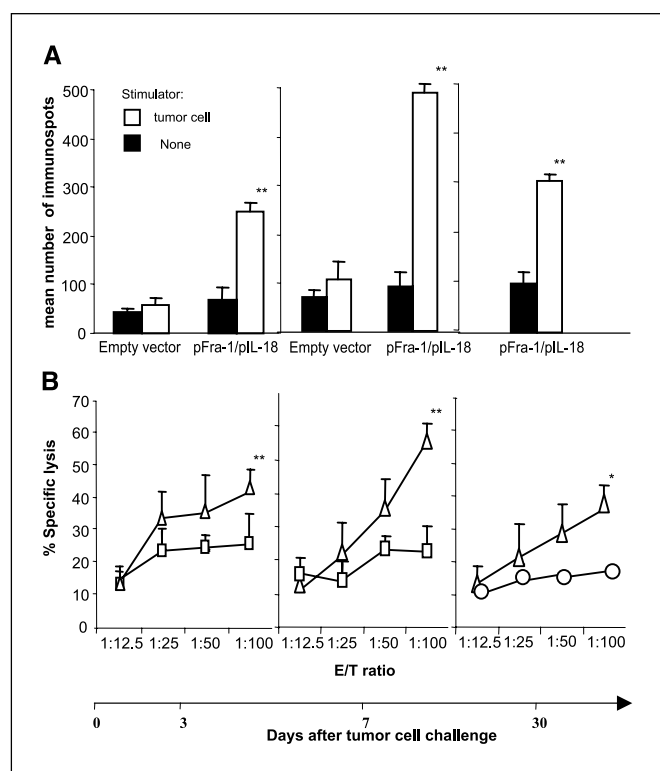 A
mean number of immunospots
500
400
300
200
100
0
Stimulator:
tumor cell
None
**
**
**
Empty vector pFra-1/pIL-18 Empty vector pFra-1/pIL-18 pFra-1/pIL-18
B
% Specific lysis
70
60
50
40
30
20
10
0
**
**
*
1:12.5 1:25 1:50 1:100 1:12.5 1:25 1:50 1:100 1:12.5 1:25 1:50 1:100
E/T ratio
0 3 7 30
Days after tumor cell challenge